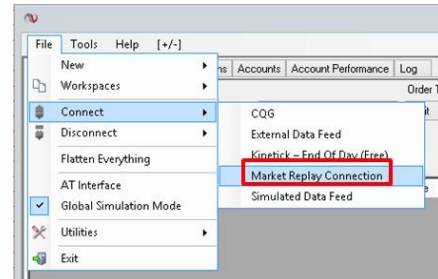 File Tools Help [+/-]
New
ns Accounts Account Performance Log
Workspaces
Order T
Connect
CQG
it
Disconnect
External Data Feed
Flatten Everything
Kinetick – End Of Day (Free)
Market Replay Connection
AT Interface
Global Simulation Mode
Simulated Data Feed
Utilities
Exit